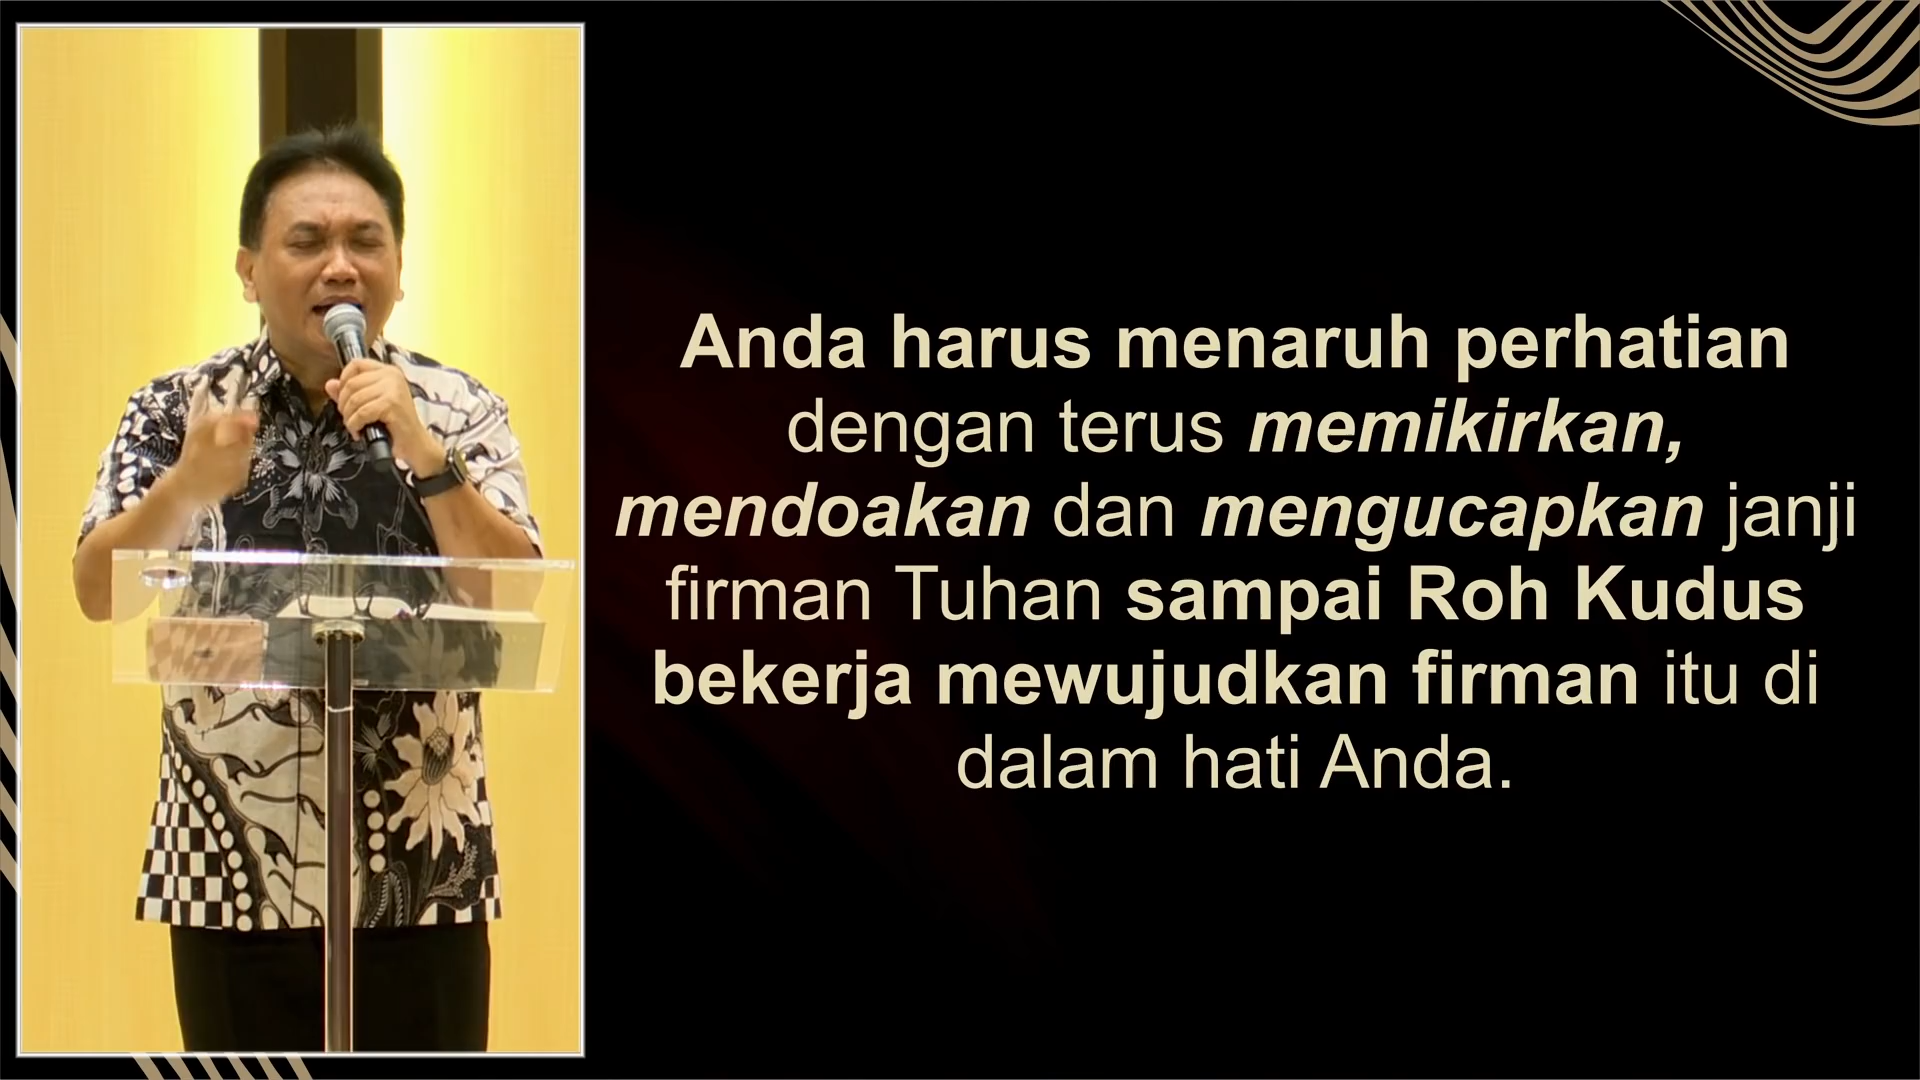 Anda harus menaruh perhatian
dengan terus memikirkan,
mendoakan dan mengucapkan janji
firman Tuhan sampai Roh Kudus
bekerja mewujudkan firman itu di
dalam hati Anda.